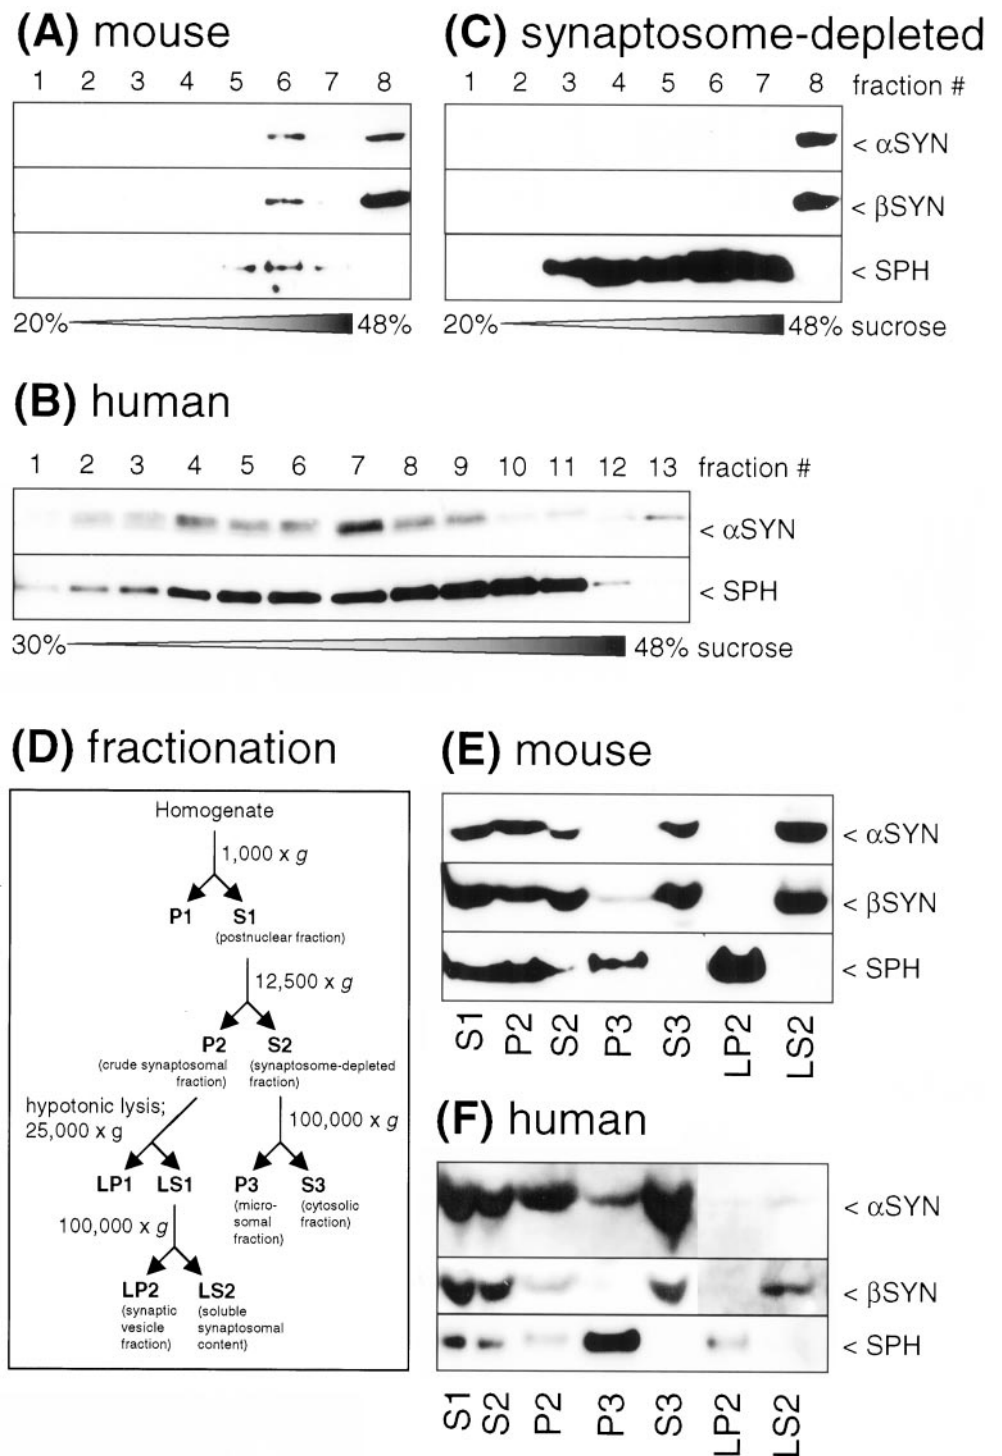 (A) mouse
1 2 3 4 5 6 7 8
20% 48%
(C) synaptosome-depleted
1 2 3 4 5 6 7 8 fraction #
< αSYN
< βSYN
< SPH
20% 48% sucrose
(B) human
1 2 3 4 5 6 7 8 9 10 11 12 13 fraction #
< αSYN
< SPH
30% 48% sucrose
(D) fractionation
Homogenate
1,000 x g
P1 S1
(postnuclear fraction)
12,500 x g
P2 S2
(crude synaptosomal (synaptosome-depleted
fraction) fraction)
hypotonic lysis;
25,000 x g
100,000 x g
LP1 LS1 P3 S3
(micro- (cytosolic
somal fraction)
fraction)
100,000 x g
LP2 LS2
(synaptic (soluble
vesicle synaptosomal
fraction) content)
(E) mouse
< αSYN
< βSYN
< SPH
S1 P2 S2 P3 S3 LP2 LS2
(F) human
< αSYN
< βSYN
< SPH
S1 S2 P2 P3 S3 LP2 LS2